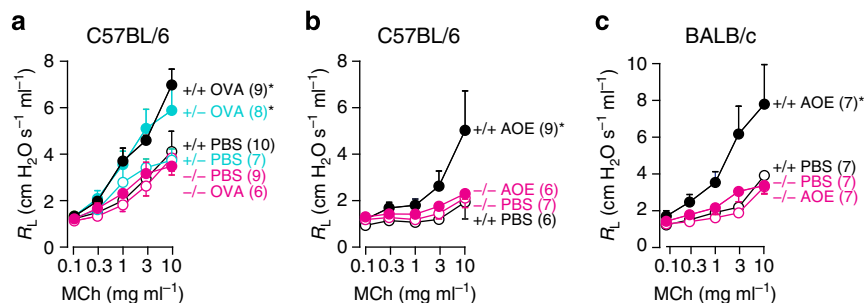 a
C57BL/6
8
6
4
2
0
R_L (cm H₂O s ml⁻¹)
0.1 0.3 1 3 10
MCh (mg ml⁻¹)
+/+ OVA (9)*
+/− OVA (8)*
+/+ PBS (10)
+/− PBS (7)
−/− PBS (9)
−/− OVA (6)
b
C57BL/6
8
6
4
2
0
R_L (cm H₂O s ml⁻¹)
0.1 0.3 1 3 10
MCh (mg ml⁻¹)
+/+ AOE (9)*
−/− AOE (6)
−/− PBS (7)
+/+ PBS (6)
c
BALB/c
10
8
6
4
2
0
R_L (cm H₂O s ml⁻¹)
0.1 0.3 1 3 10
MCh (mg ml⁻¹)
+/+ AOE (7)*
+/+ PBS (7)
−/− PBS (7)
−/− AOE (7)